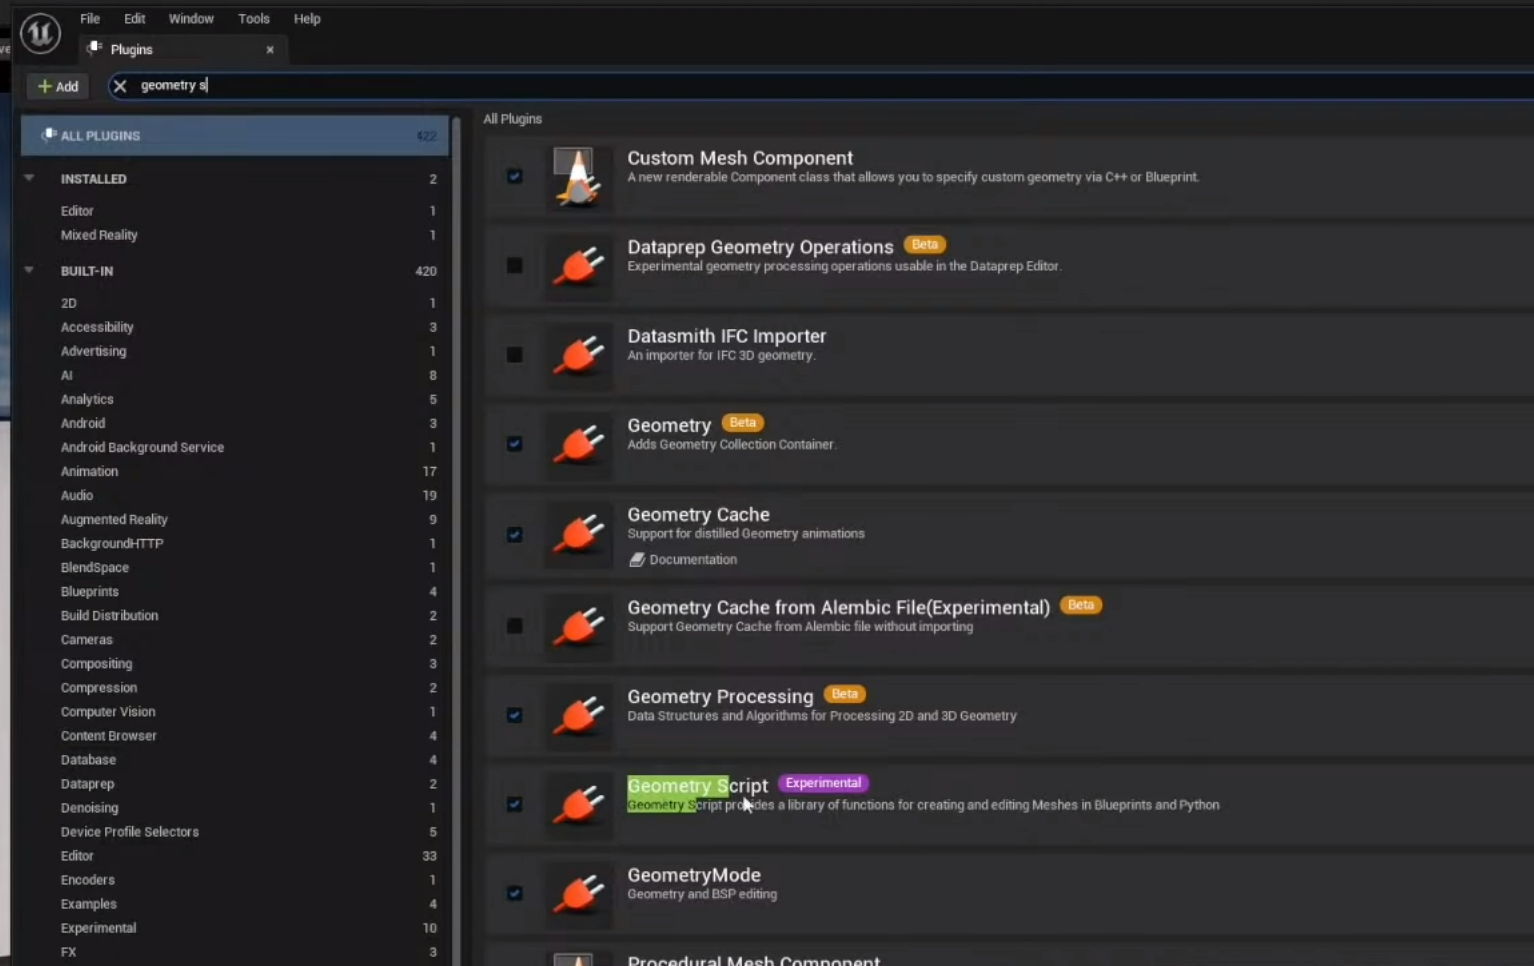 File Edit Window Tools Help
Plugins
Add
geometry s
ALL PLUGINS 422
INSTALLED 2
Editor 1
Mixed Reality 1
BUILT-IN 420
2D 1
Accessibility 3
Advertising 1
AI 8
Analytics 5
Android 3
Android Background Service 1
Animation 17
Audio 19
Augmented Reality 9
BackgroundHTTP 1
BlendSpace 1
Blueprints 4
Build Distribution 2
Cameras 2
Compositing 3
Compression 2
Computer Vision 1
Content Browser 4
Database 4
Dataprep 2
Denoising 1
Device Profile Selectors 5
Editor 33
Encoders 1
Examples 4
Experimental 10
FX 3
All Plugins
Custom Mesh Component
A new renderable Component class that allows you to specify custom geometry via C++ or Blueprint.
Dataprep Geometry Operations Beta
Experimental geometry processing operations usable in the Dataprep Editor.
Datasmith IFC Importer
An importer for IFC 3D geometry.
Geometry Beta
Adds Geometry Collection Container.
Geometry Cache
Support for distilled Geometry animations
Documentation
Geometry Cache from Alembic File(Experimental) Beta
Support Geometry Cache from Alembic file without importing
Geometry Processing Beta
Data Structures and Algorithms for Processing 2D and 3D Geometry
Geometry Script Experimental
Geometry Script provides a library of functions for creating and editing Meshes in Blueprints and Python
GeometryMode
Geometry and BSP editing
Procedural Mesh Component